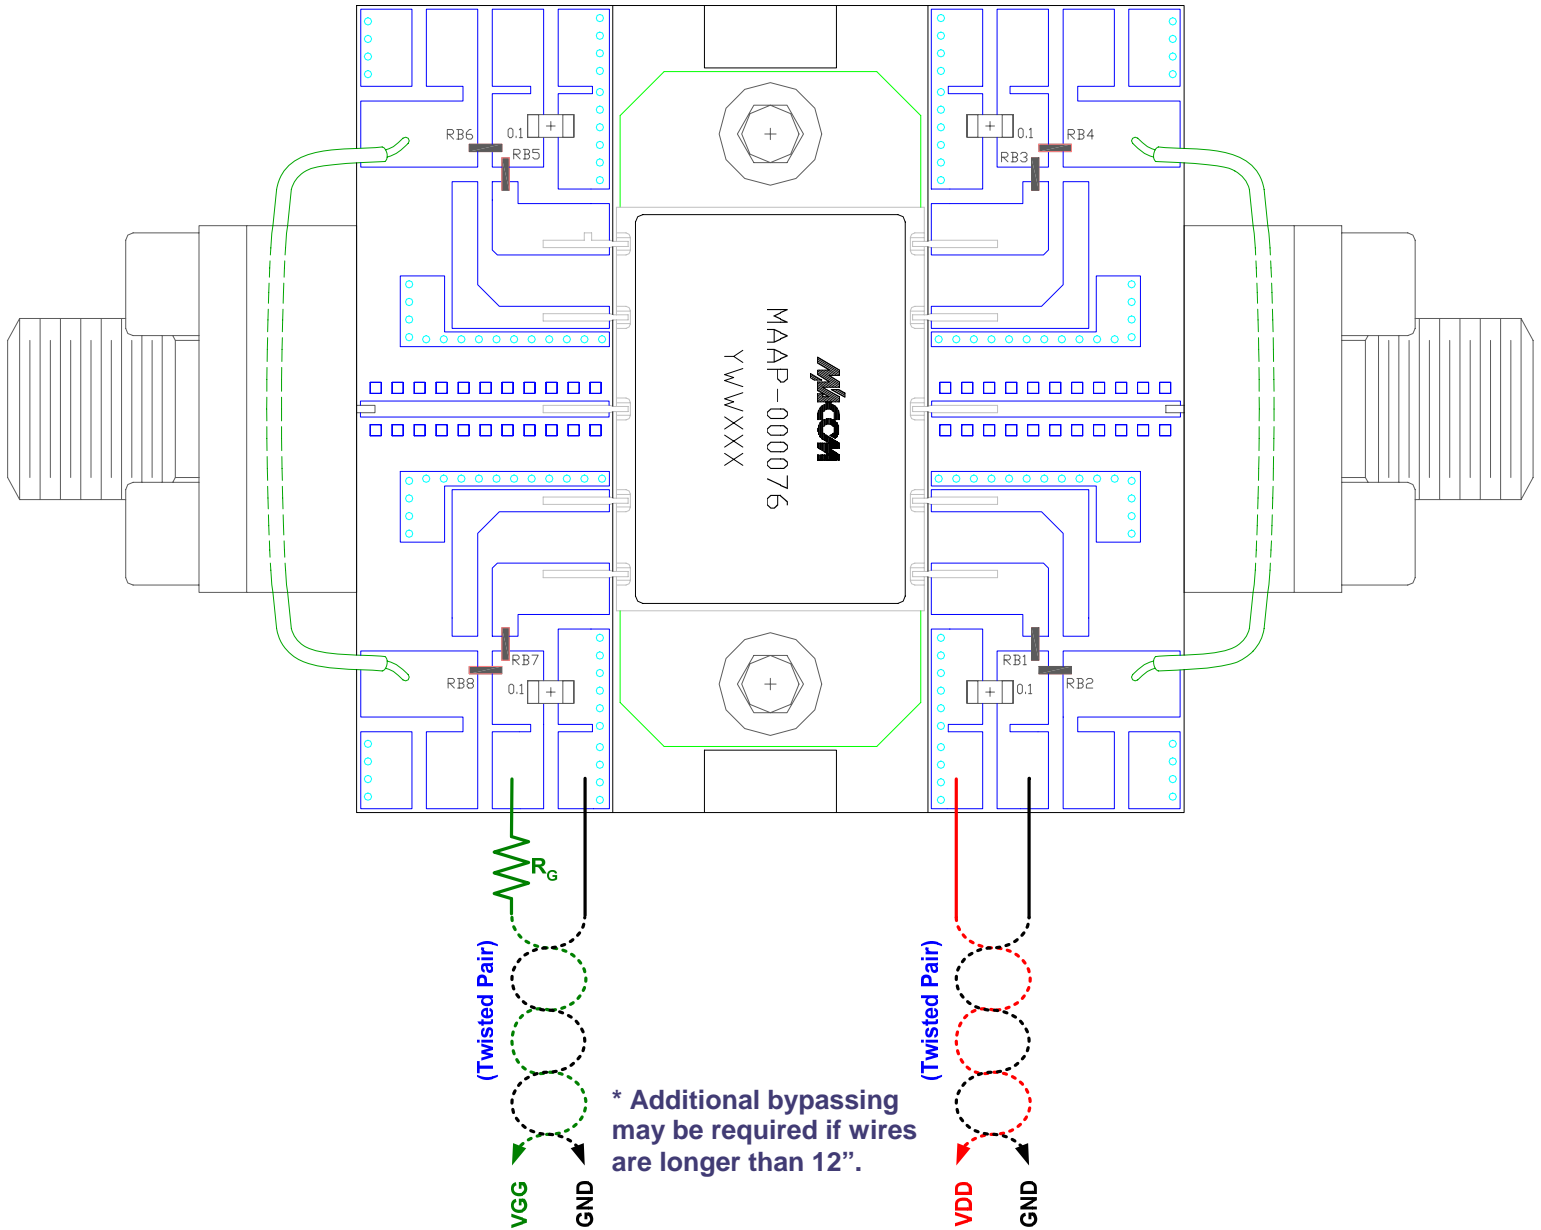 RB6
0.1
RB5
0.1
RB4
RB3
M/ACOM
MAAP-000076
YWWXXX
RB7
RB8
0.1
RB1
0.1
RB2
RG
(Twisted Pair)
(Twisted Pair)
* Additional bypassing
may be required if wires
are longer than 12”.
VGG
GND
VDD
GND